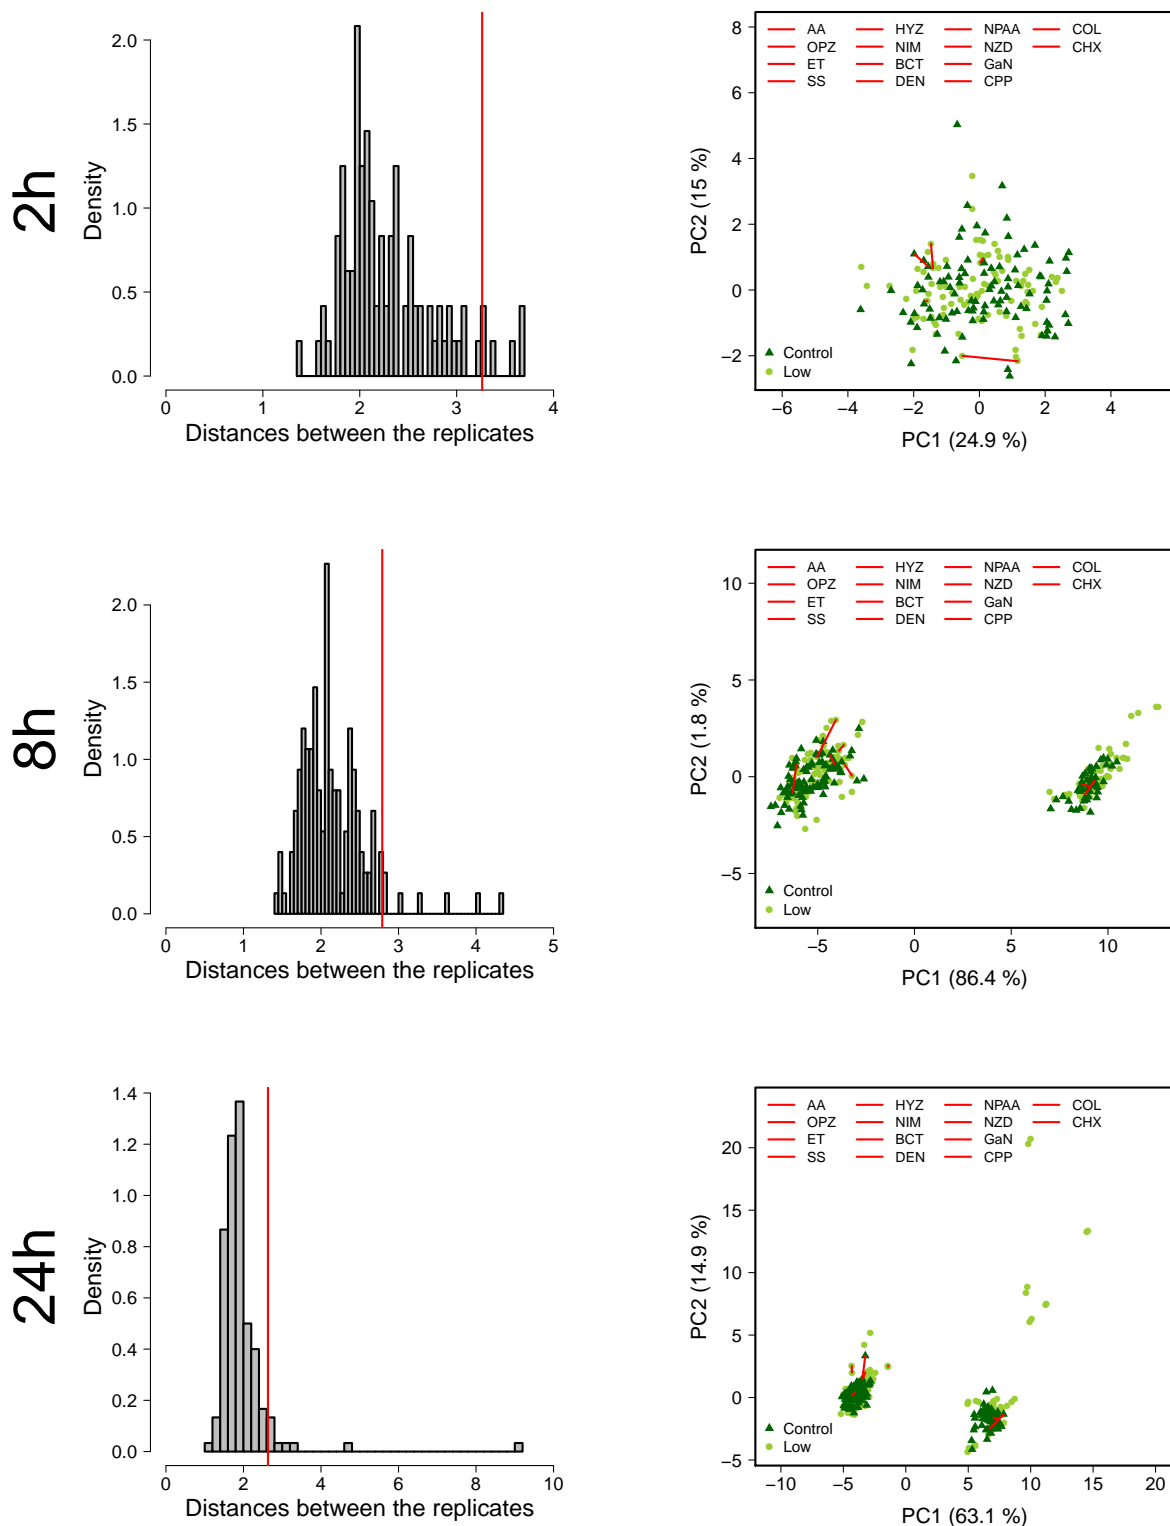 2h
Density
0.0
0.5
1.0
1.5
2.0
0 1 2 3 4
Distances between the replicates
AA HYZ NPAA COL
OPZ NIM NZD CHX
ET BCT GaN
SS DEN CPP
PC2 (15 %)
8
6
4
2
0
−2
Control
Low
−6 −4 −2 0 2 4
PC1 (24.9 %)
8h
Density
0.0
0.5
1.0
1.5
2.0
0 1 2 3 4 5
Distances between the replicates
AA HYZ NPAA COL
OPZ NIM NZD CHX
ET BCT GaN
SS DEN CPP
PC2 (1.8 %)
10
5
0
−5
Control
Low
−5 0 5 10
PC1 (86.4 %)
24h
Density
0.0
0.2
0.4
0.6
0.8
1.0
1.2
1.4
0 2 4 6 8 10
Distances between the replicates
AA HYZ NPAA COL
OPZ NIM NZD CHX
ET BCT GaN
SS DEN CPP
PC2 (14.9 %)
20
15
10
5
0
−5
Control
Low
−10 −5 0 5 10 15 20
PC1 (63.1 %)